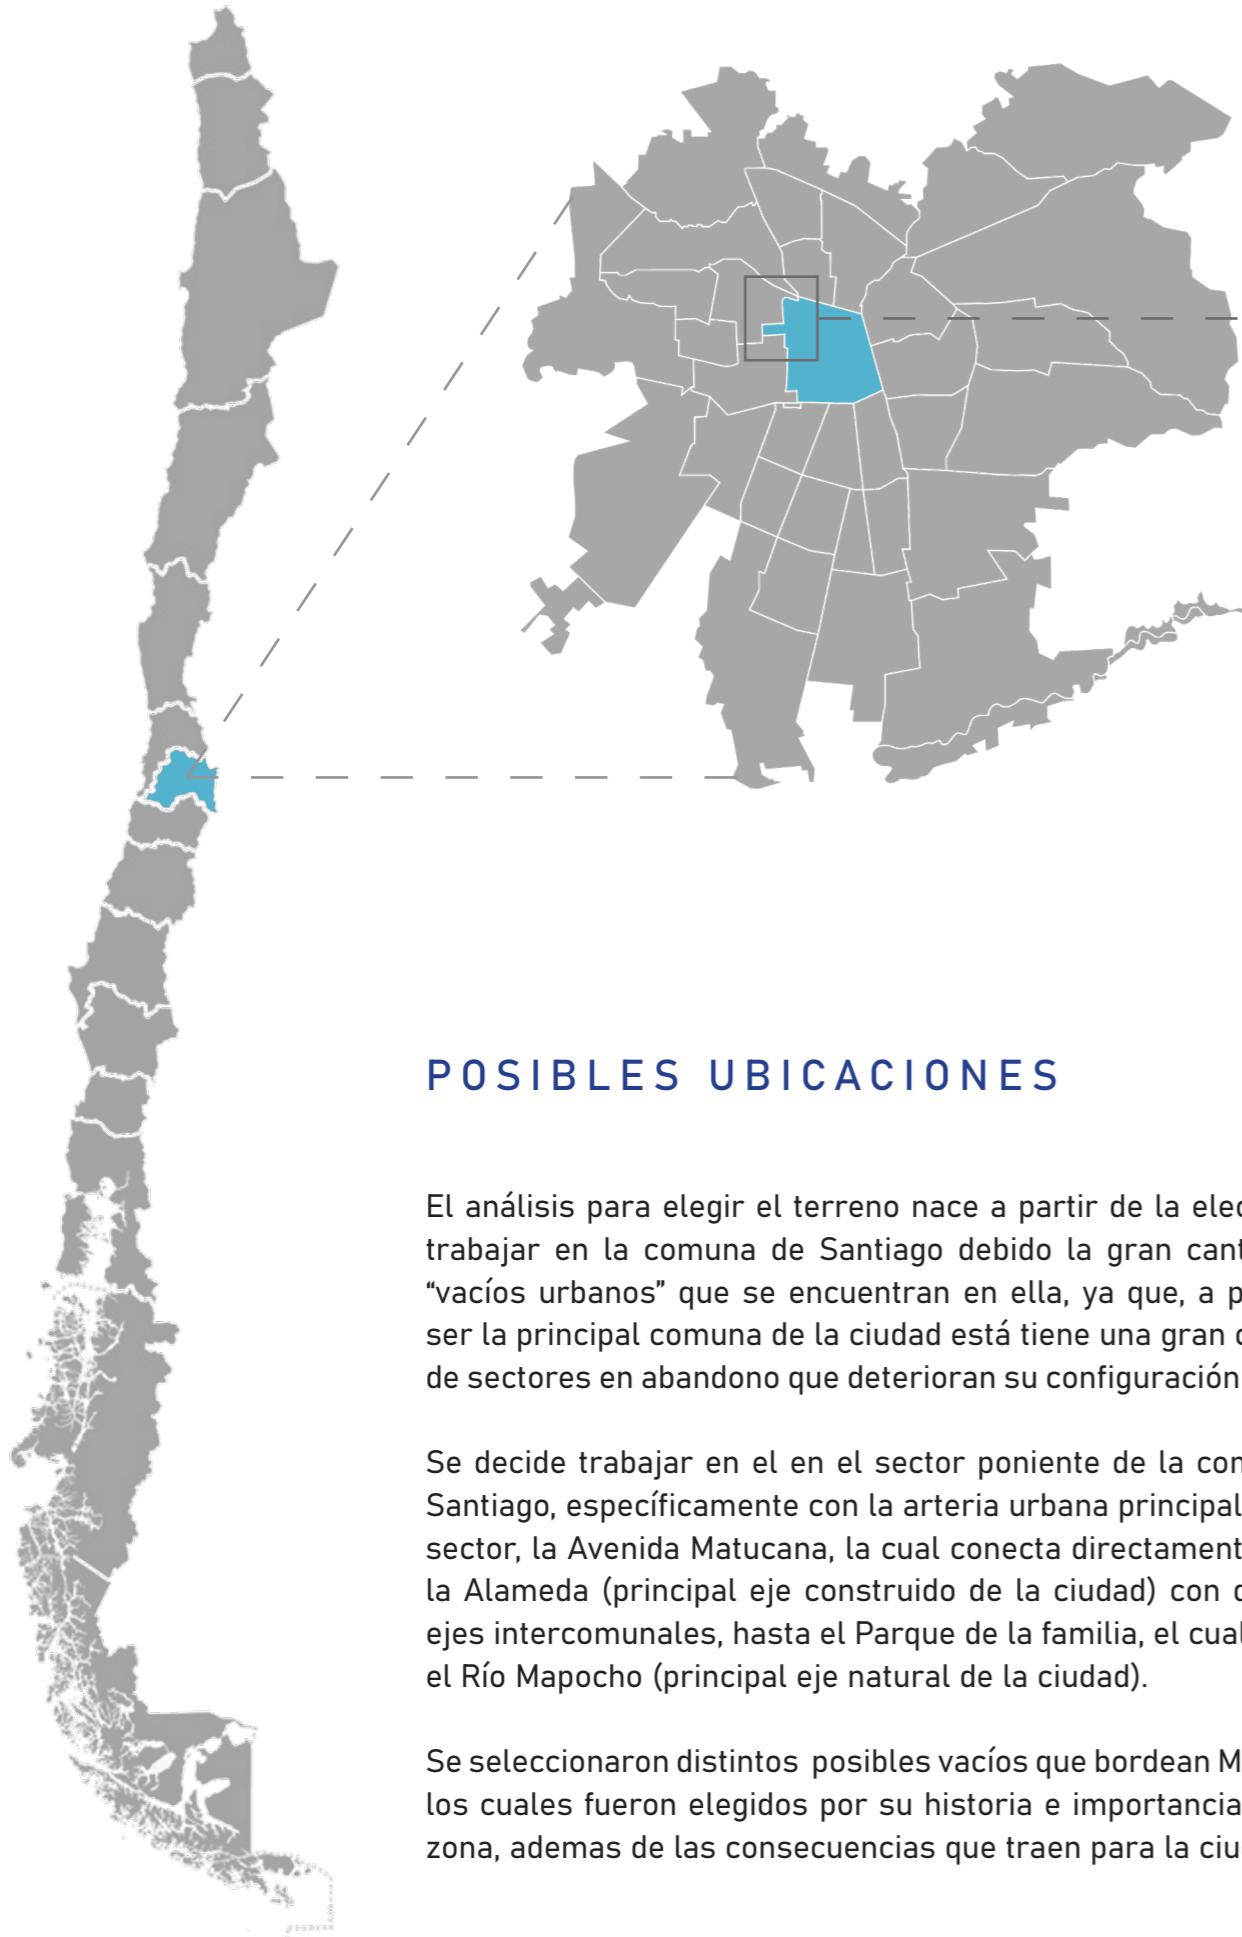 POSIBLES UBICACIONES
El análisis para elegir el terreno nace a partir de la elec
trabajar en la comuna de Santiago debido la gran cant
“vacíos urbanos” que se encuentran en ella, ya que, a p
ser la principal comuna de la ciudad está tiene una gran c
de sectores en abandono que deterioran su configuración
Se decide trabajar en el en el sector poniente de la com
Santiago, específicamente con la arteria urbana principal
sector, la Avenida Matucana, la cual conecta directament
la Alameda (principal eje construido de la ciudad) con d
ejes intercomunales, hasta el Parque de la familia, el cual
el Río Mapocho (principal eje natural de la ciudad).
Se seleccionaron distintos posibles vacíos que bordean M
los cuales fueron elegidos por su historia e importancia
zona, ademas de las consecuencias que traen para la ciu